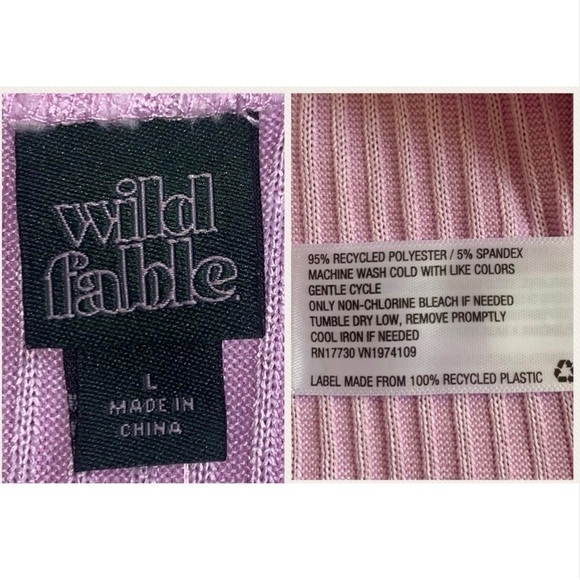 wild
fable
L
MADE IN
CHINA
95% RECYCLED POLYESTER / 5% SPANDEX
MACHINE WASH COLD WITH LIKE COLORS
GENTLE CYCLE
ONLY NON-CHLORINE BLEACH IF NEEDED
TUMBLE DRY LOW, REMOVE PROMPTLY
COOL IRON IF NEEDED
RN17730 VN1974109
LABEL MADE FROM 100% RECYCLED PLASTIC